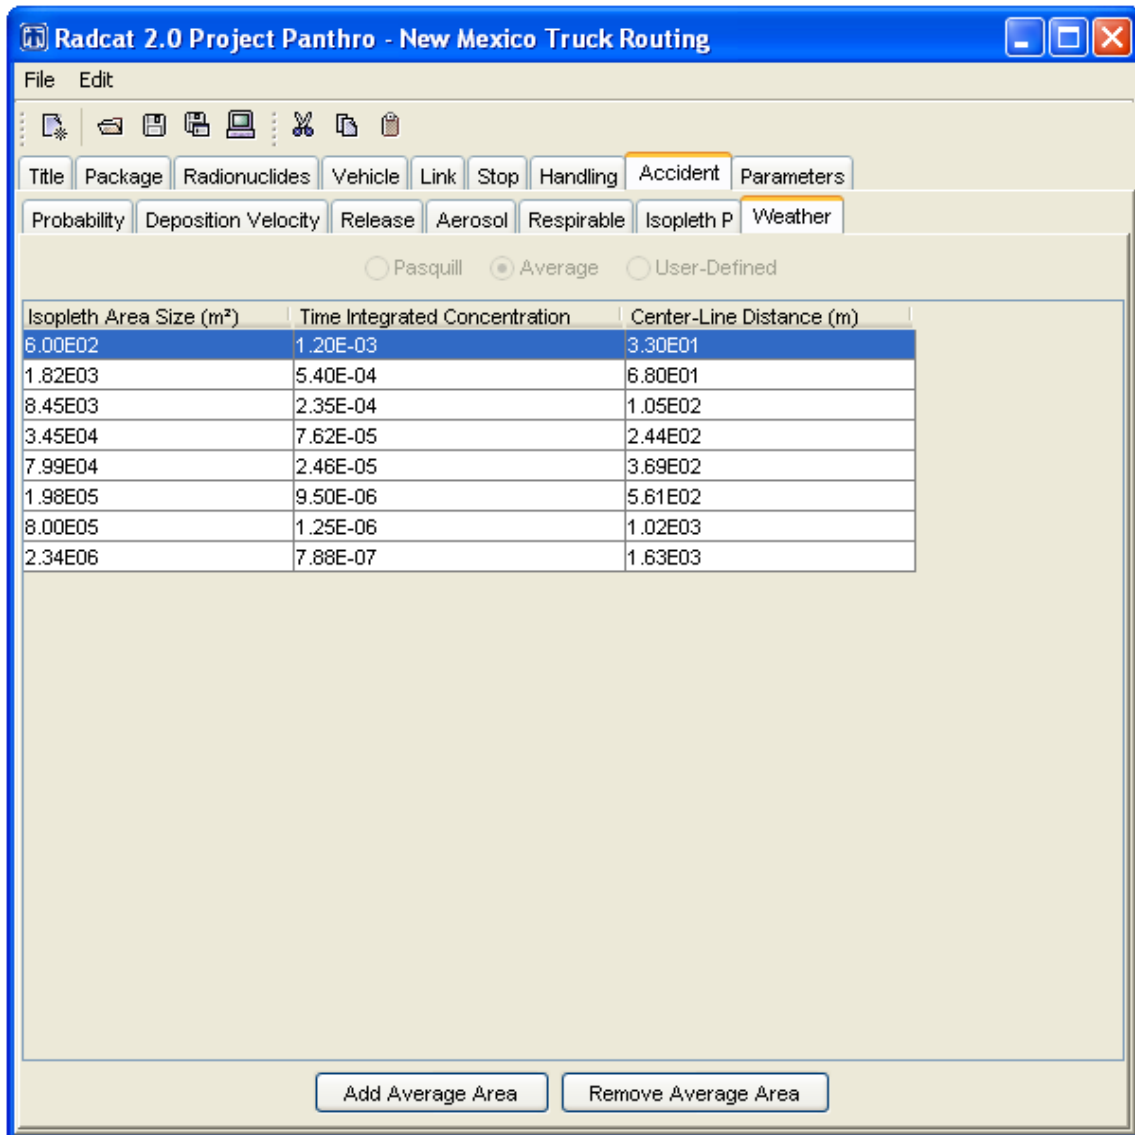 Radcat 2.0 Project Panthro - New Mexico Truck Routing
File Edit
Title Package Radionuclides Vehicle Link Stop Handling Accident Parameters
Probability Deposition Velocity Release Aerosol Respirable Isopleth P Weather
Pasquill Average User-Defined
Isopleth Area Size (m²) Time Integrated Concentration Center-Line Distance (m)
6.00E02 1.20E-03 3.30E01
1.82E03 5.40E-04 6.80E01
8.45E03 2.35E-04 1.05E02
3.45E04 7.62E-05 2.44E02
7.99E04 2.46E-05 3.69E02
1.98E05 9.50E-06 5.61E02
8.00E05 1.25E-06 1.02E03
2.34E06 7.88E-07 1.63E03
Add Average Area Remove Average Area